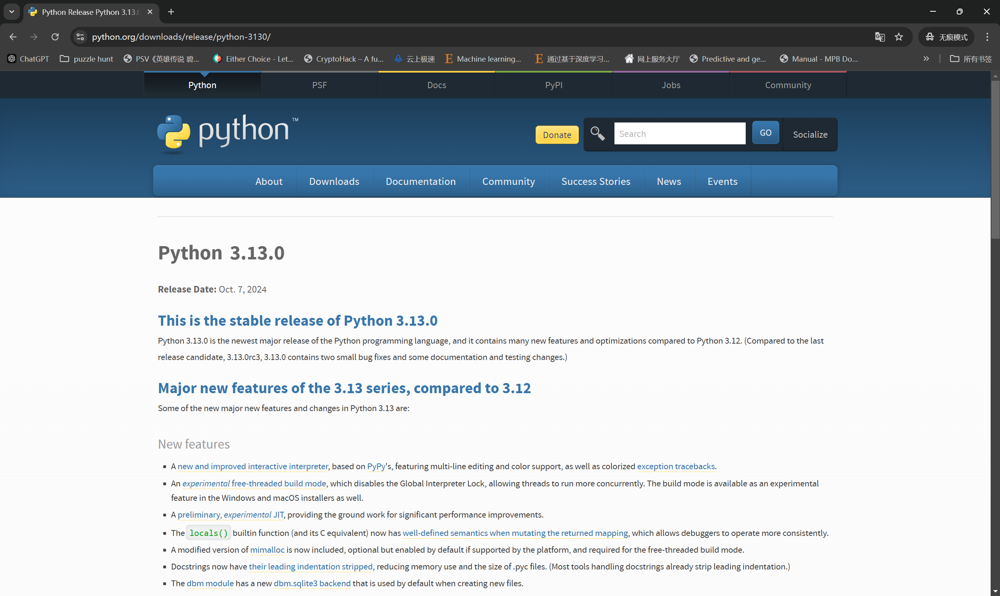 Python Release Python 3.13.0
python.org/downloads/release/python-3130/
无痕模式
ChatGPT
puzzle hunt
PSV《英雄传说 碧...
Either Choice - Let...
CryptoHack – A fu...
云上极速
Machine learning...
通过基于深度学习...
网上服务大厅
Predictive and ge...
Manual - MPB Do...
所有书签
Python
PSF
Docs
PyPI
Jobs
Community
python™
Donate
Search
GO
Socialize
About
Downloads
Documentation
Community
Success Stories
News
Events
Python 3.13.0
Release Date: Oct. 7, 2024
This is the stable release of Python 3.13.0
Python 3.13.0 is the newest major release of the Python programming language, and it contains many new features and optimizations compared to Python 3.12. (Compared to the last
release candidate, 3.13.0rc3, 3.13.0 contains two small bug fixes and some documentation and testing changes.)
Major new features of the 3.13 series, compared to 3.12
Some of the new major new features and changes in Python 3.13 are:
New features
A new and improved interactive interpreter, based on PyPy's, featuring multi-line editing and color support, as well as colorized exception tracebacks.
An experimental free-threaded build mode, which disables the Global Interpreter Lock, allowing threads to run more concurrently. The build mode is available as an experimental
feature in the Windows and macOS installers as well.
A preliminary, experimental JIT, providing the ground work for significant performance improvements.
The locals() builtin function (and its C equivalent) now has well-defined semantics when mutating the returned mapping, which allows debuggers to operate more consistently.
A modified version of mimalloc is now included, optional but enabled by default if supported by the platform, and required for the free-threaded build mode.
Docstrings now have their leading indentation stripped, reducing memory use and the size of .pyc files. (Most tools handling docstrings already strip leading indentation.)
The dbm module has a new dbm.sqlite3 backend that is used by default when creating new files.